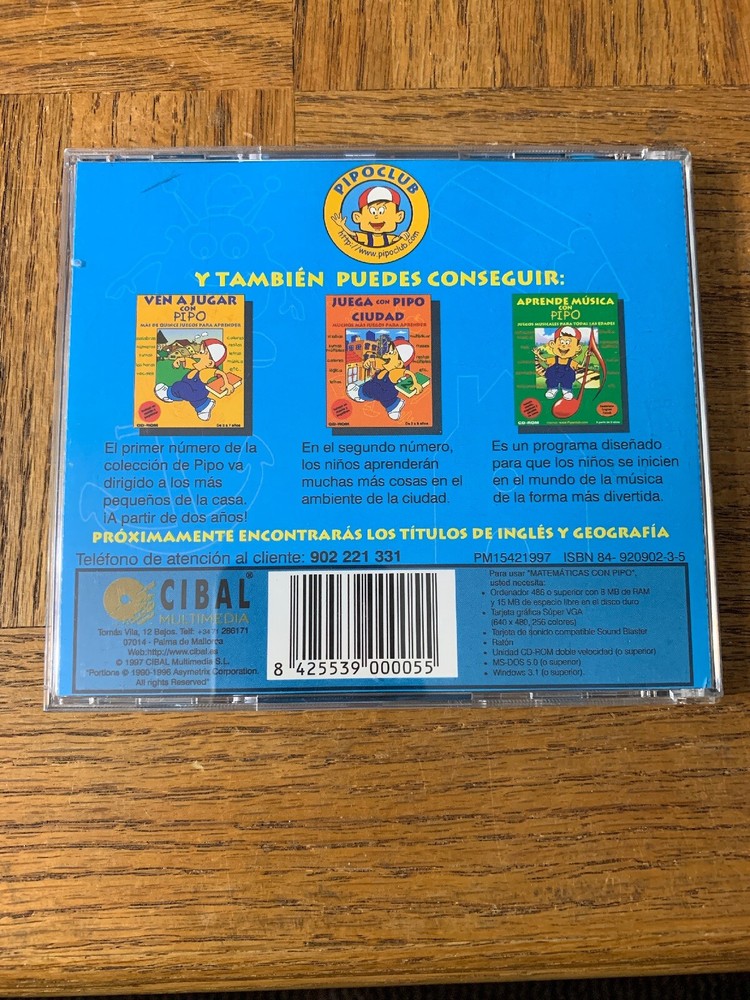 PIPOCLUB
http://www.pipoclub.com
Y TAMBIÉN PUEDES CONSEGUIR:
VEN A JUGAR
CON
PIPO
MÁS DE QUINCE JUEGOS PARA APRENDER
JUEGA CON PIPO
CIUDAD
MUCHOS MÁS JUEGOS PARA APRENDER
APRENDE MÚSICA
CON
PIPO
JUEGOS MUSICALES PARA TODAS LAS EDADES
El primer número de la
colección de Pipo va
dirigido a los más
pequeños de la casa.
¡A partir de dos años!
En el segundo número,
los niños aprenderán
muchas más cosas en el
ambiente de la ciudad.
Es un programa diseñado
para que los niños se inicien
en el mundo de la música
de la forma más divertida.
PRÓXIMAMENTE ENCONTRARÁS LOS TÍTULOS DE INGLÉS Y GEOGRAFÍA
Teléfono de atención al cliente: 902 221 331
PM15421997 ISBN 84- 920902-3-5
CIBAL®
MULTIMEDIA
Tomás Vila, 12 Bajos. Telf: +34 71 286171
07014 - Palma de Mallorca
Web:http://www.cibal.es
© 1997 CIBAL Multimedia S.L.
"Portions © 1990-1996 Asymetrix Corporation.
All rights Reserved"
8 425539 000055
Para usar "MATEMÁTICAS CON PIPO",
usted necesita:
• Ordenador 486 o superior con 8 MB de RAM
y 15 MB de espacio libre en el disco duro
• Tarjeta gráfica Súper VGA
(640 x 480, 256 colores)
• Tarjeta de sonido compatible Sound Blaster
• Ratón
• Unidad CD-ROM doble velocidad (o superior)
• MS-DOS 5.0 (o superior)
• Windows 3.1 (o superior).